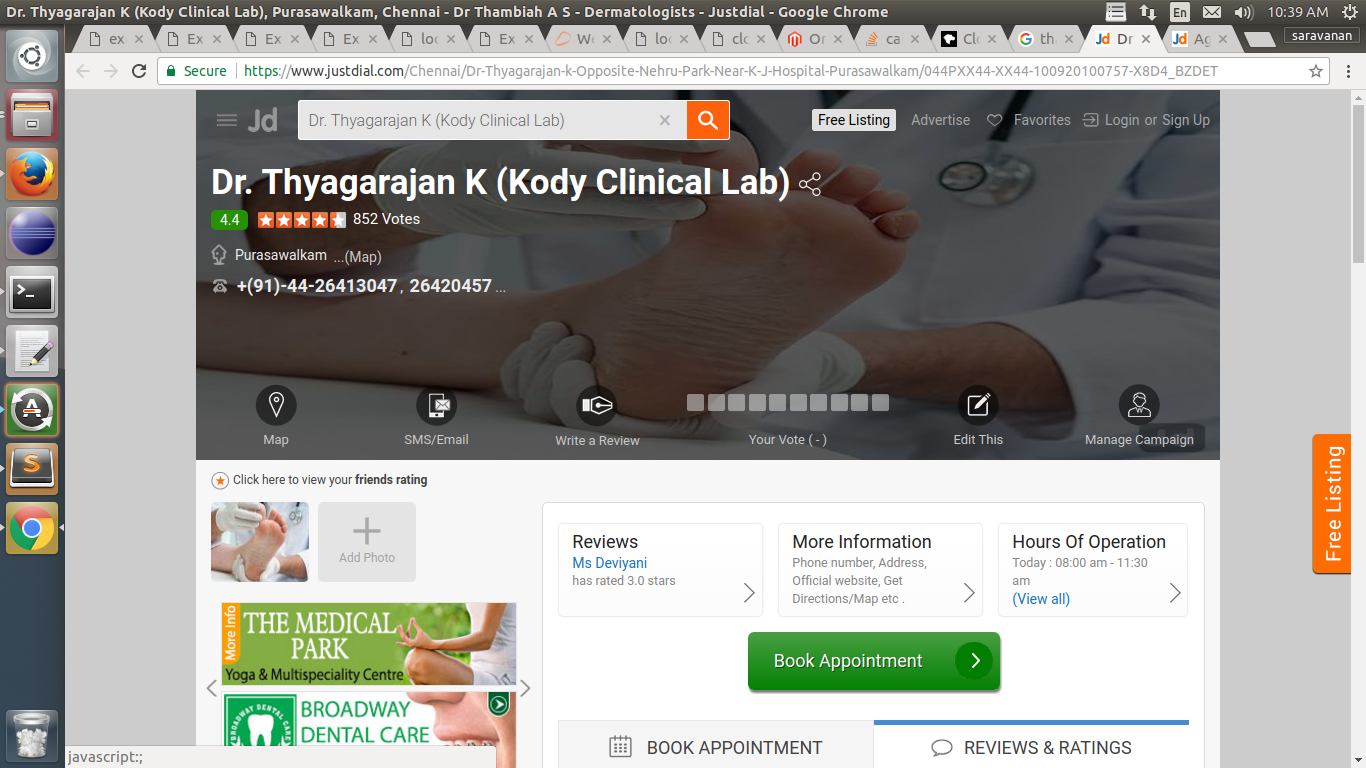 Dr. Thyagarajan K (Kody Clinical Lab), Purasawalkam, Chennai - Dr Thambiah A S - Dermatologists - Justdial - Google Chrome
En
10:39 AM
ex
Ex
Ex
Ex
loc
Ex
We
loc
clo
Or
ca
Clo
th
Jd Dr
Jd Ag
saravanan
Secure
https://www.justdial.com/Chennai/Dr-Thyagarajan-k-Opposite-Nehru-Park-Near-K-J-Hospital-Purasawalkam/044PXX44-XX44-100920100757-X8D4_BZDET
Jd
Dr. Thyagarajan K (Kody Clinical Lab)
Free Listing
Advertise
Favorites
Login or Sign Up
Dr. Thyagarajan K (Kody Clinical Lab)
4.4
852 Votes
Purasawalkam ...(Map)
+(91)-44-26413047 , 26420457 ...
Map
SMS/Email
Write a Review
Your Vote ( - )
Edit This
Manage Campaign
Free Listing
Click here to view your friends rating
Add Photo
Reviews
Ms Deviyani
has rated 3.0 stars
More Information
Phone number, Address,
Official website, Get
Directions/Map etc .
Hours Of Operation
Today : 08:00 am - 11:30
am
(View all)
More Info
THE MEDICAL
PARK
Yoga & Multispeciality Centre
Book Appointment
BROADWAY DENTAL CARE
BROADWAY
DENTAL CARE
BOOK APPOINTMENT
REVIEWS & RATINGS
javascript:;